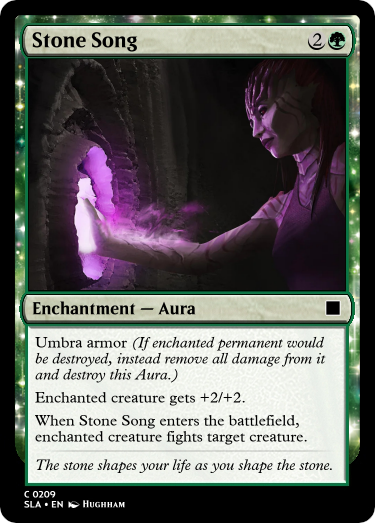 Stone Song 2
Enchantment — Aura
Umbra armor (If enchanted permanent would
be destroyed, instead remove all damage from it
and destroy this Aura.)
Enchanted creature gets +2/+2.
When Stone Song enters the battlefield,
enchanted creature fights target creature.
The stone shapes your life as you shape the stone.
C 0209
SLA • EN Hughham